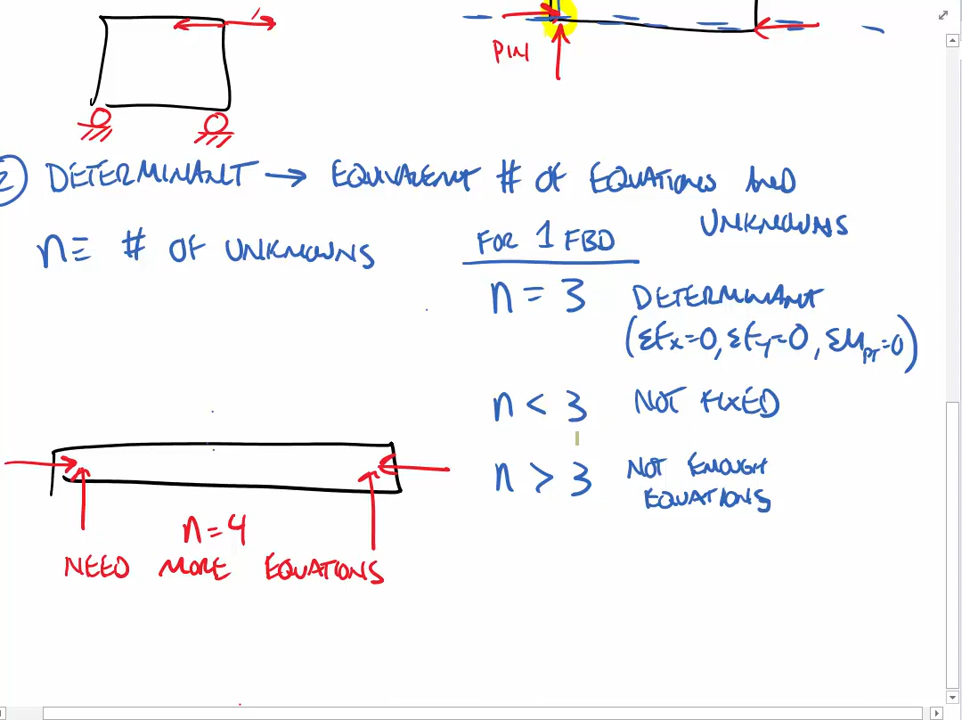 PIN
2 DETERMINANT → EQUIVALENT # OF EQUATIONS AND
UNKNOWNS
n ≡ # OF UNKNOWNS
FOR 1 FBD
n = 3 DETERMINANT
(ΣFx=0, ΣFy=0, ΣMPT=0)
n < 3 NOT FIXED
n > 3 NOT ENOUGH
EQUATIONS
n = 4
NEED MORE EQUATIONS